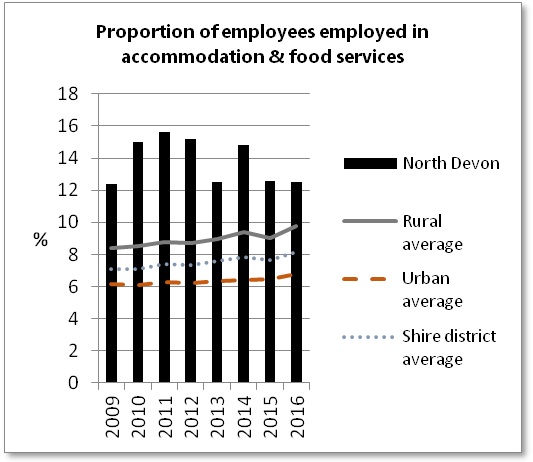 Proportion of employees employed in
accommodation & food services
18
16
14
12
10
8
6
4
2
0
%
2009
2010
2011
2012
2013
2014
2015
2016
North Devon
Rural
average
Urban
average
Shire district
average